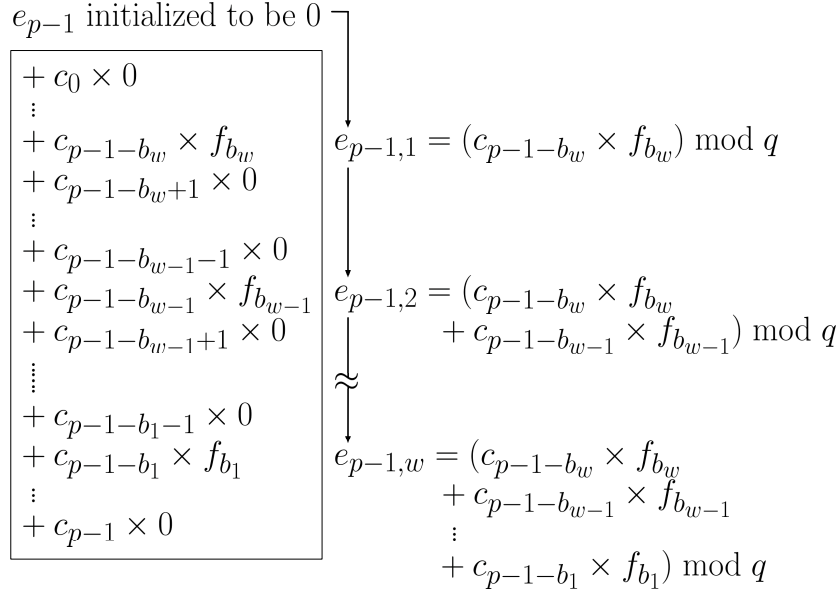 e_{p−1} initialized to be 0
+ c_0 × 0
⋮
+ c_{p−1−b_w} × f_{b_w}
e_{p−1,1} = (c_{p−1−b_w} × f_{b_w}) mod q
+ c_{p−1−b_w+1} × 0
⋮
+ c_{p−1−b_{w−1}−1} × 0
+ c_{p−1−b_{w−1}} × f_{b_{w−1}}
e_{p−1,2} = (c_{p−1−b_w} × f_{b_w}
+ c_{p−1−b_{w−1}+1} × 0
+ c_{p−1−b_{w−1}} × f_{b_{w−1}}) mod q
⋮
≈
+ c_{p−1−b_1−1} × 0
+ c_{p−1−b_1} × f_{b_1}
e_{p−1,w} = (c_{p−1−b_w} × f_{b_w}
⋮
+ c_{p−1−b_{w−1}} × f_{b_{w−1}}
+ c_{p−1} × 0
⋮
+ c_{p−1−b_1} × f_{b_1}) mod q